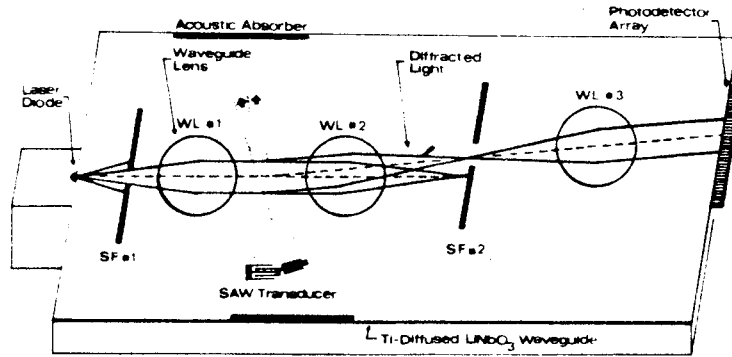 Acoustic Absorber
Photodetector
Array
Waveguide
Lens
Diffracted
Light
Laser
Diode
WL #1
WL #2
WL #3
SF #1
SF #2
SAW Transducer
Ti-Diffused LiNbO3 Waveguide